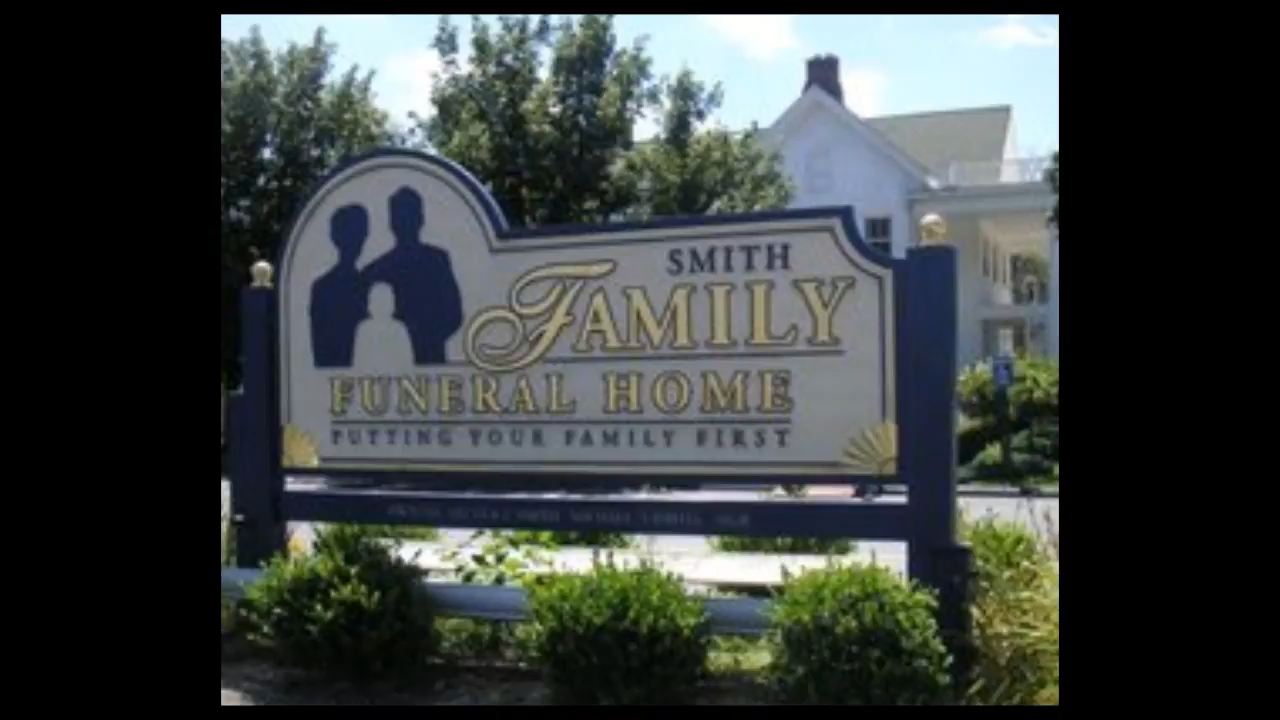 SMITH
FAMILY
FUNERAL HOME
PUTTING YOUR FAMILY FIRST